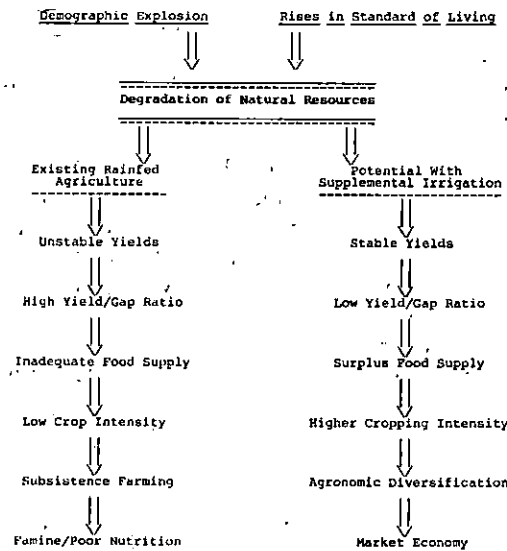 Demographic Explosion Rises in Standard of Living
Degradation of Natural Resources
Existing Rainfed Agriculture
Potential With Supplemental Irrigation
Unstable Yields Stable Yields
High Yield/Gap Ratio Low Yield/Gap Ratio
Inadequate Food Supply Surplus Food Supply
Low Crop Intensity Higher Cropping Intensity
Subsistence Farming Agronomic Diversification
Famine/Poor Nutrition Market Economy